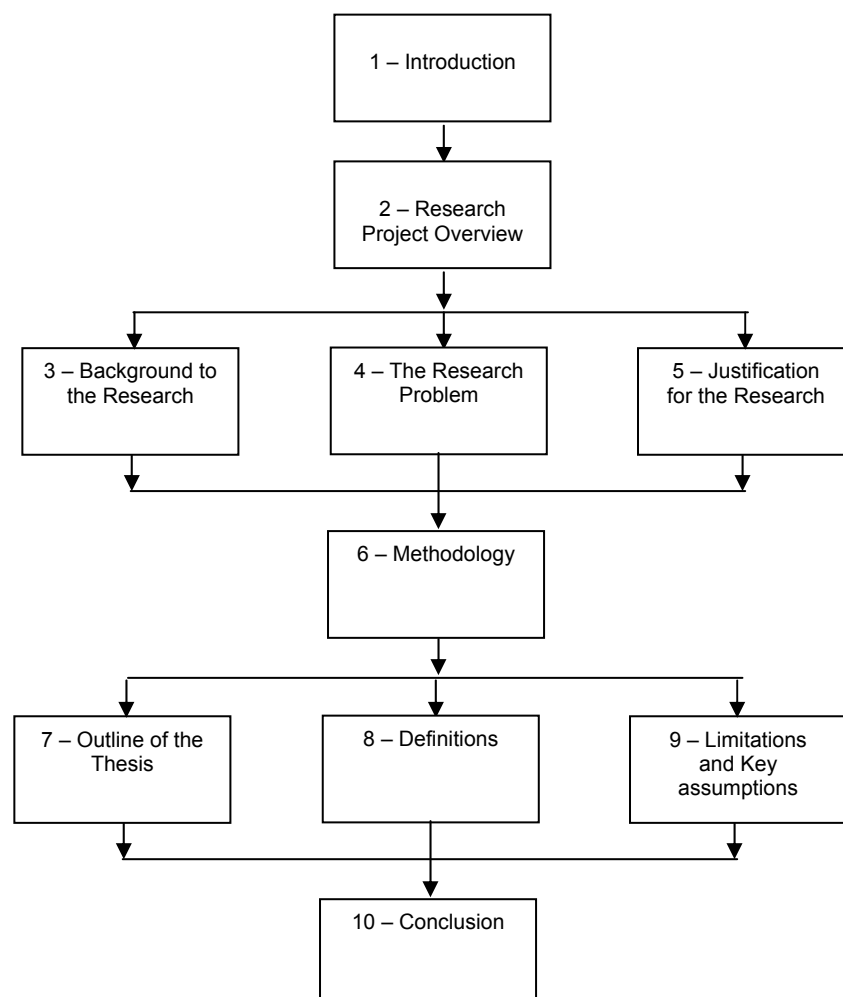 1 – Introduction
2 – Research
Project Overview
3 – Background to
the Research
4 – The Research
Problem
5 – Justification
for the Research
6 – Methodology
7 – Outline of the
Thesis
8 – Definitions
9 – Limitations
and Key
assumptions
10 – Conclusion